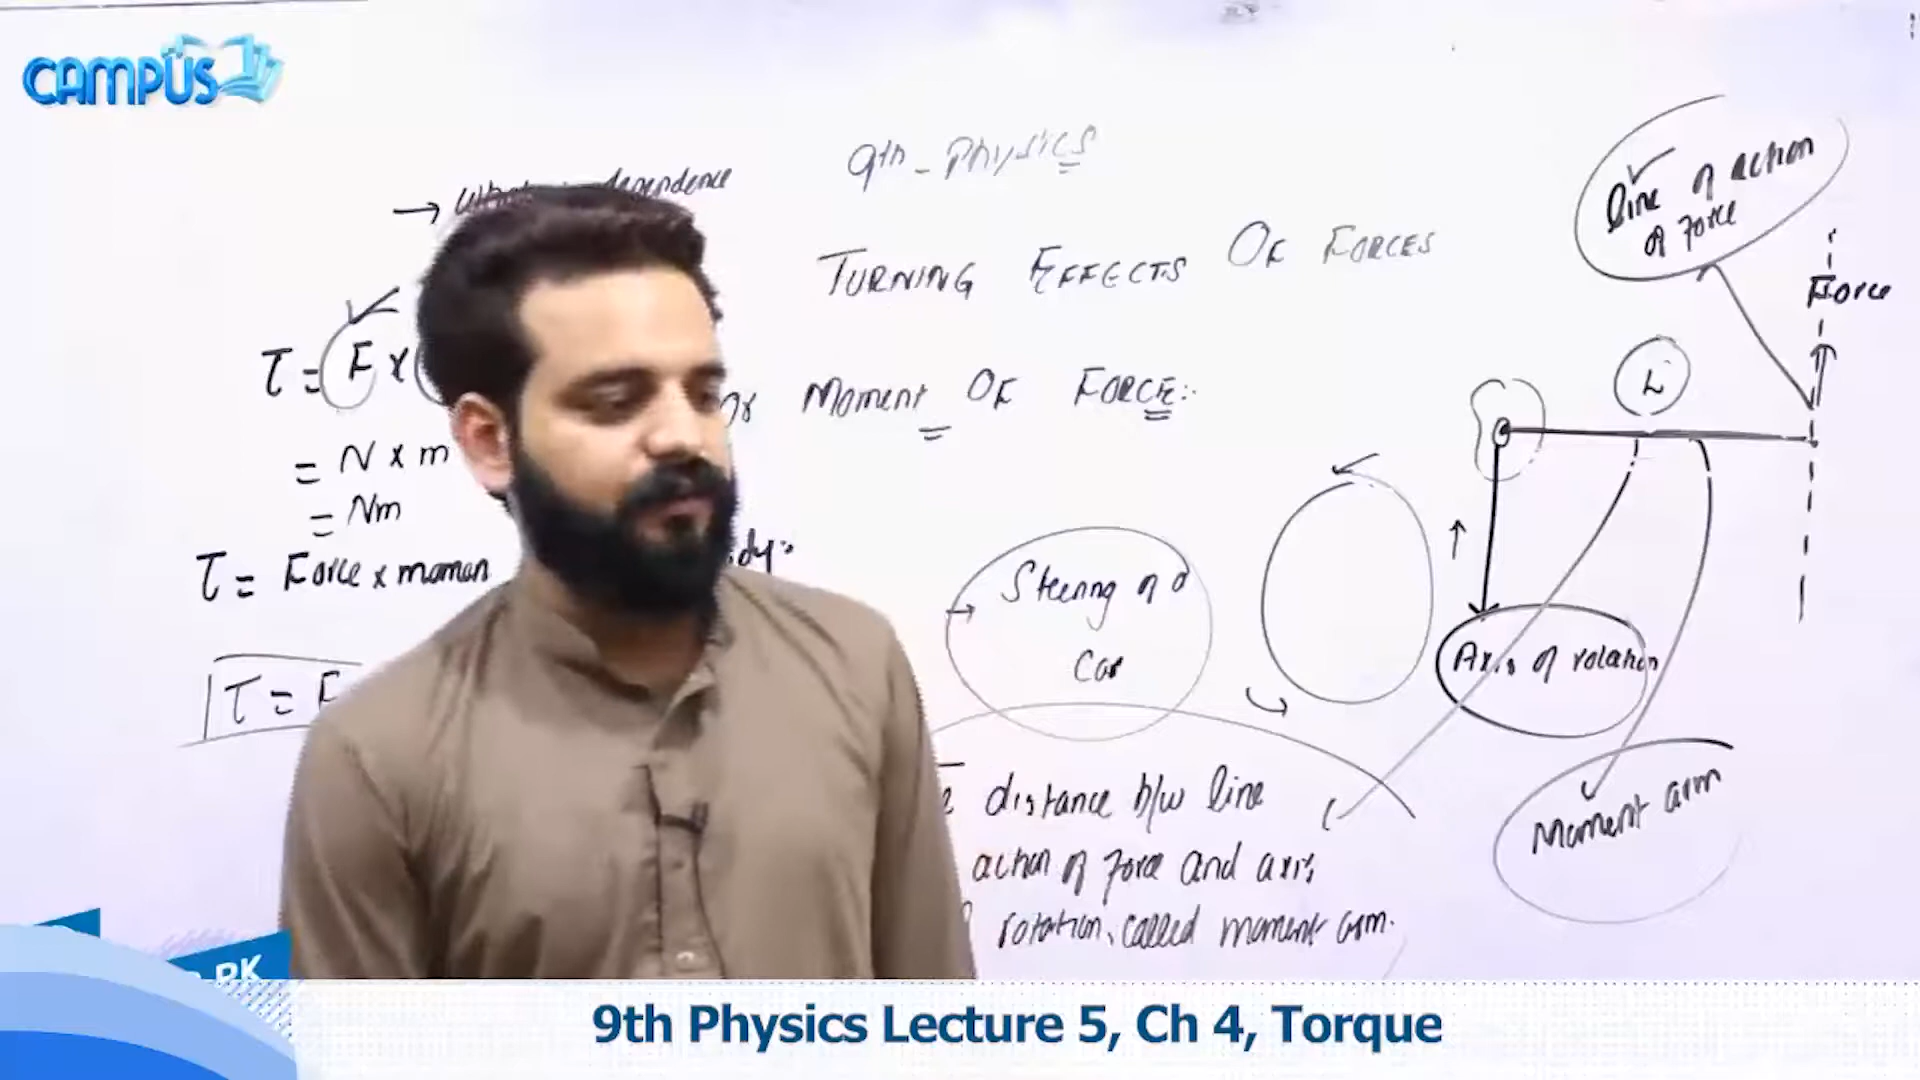 CAMPUS
9th - Physics
→ dependence
TURNING EFFECTS OF FORCES
line of action
of force
Force
τ = F x
or Moment OF FORCE:-
L
= N x m
= Nm
τ = Force x momen
Steering of a
Car
Axis of rotation
τ = F
distance b/w line
action of force and axis
rotation, called moment arm.
Moment arm
.PK
9th Physics Lecture 5, Ch 4, Torque